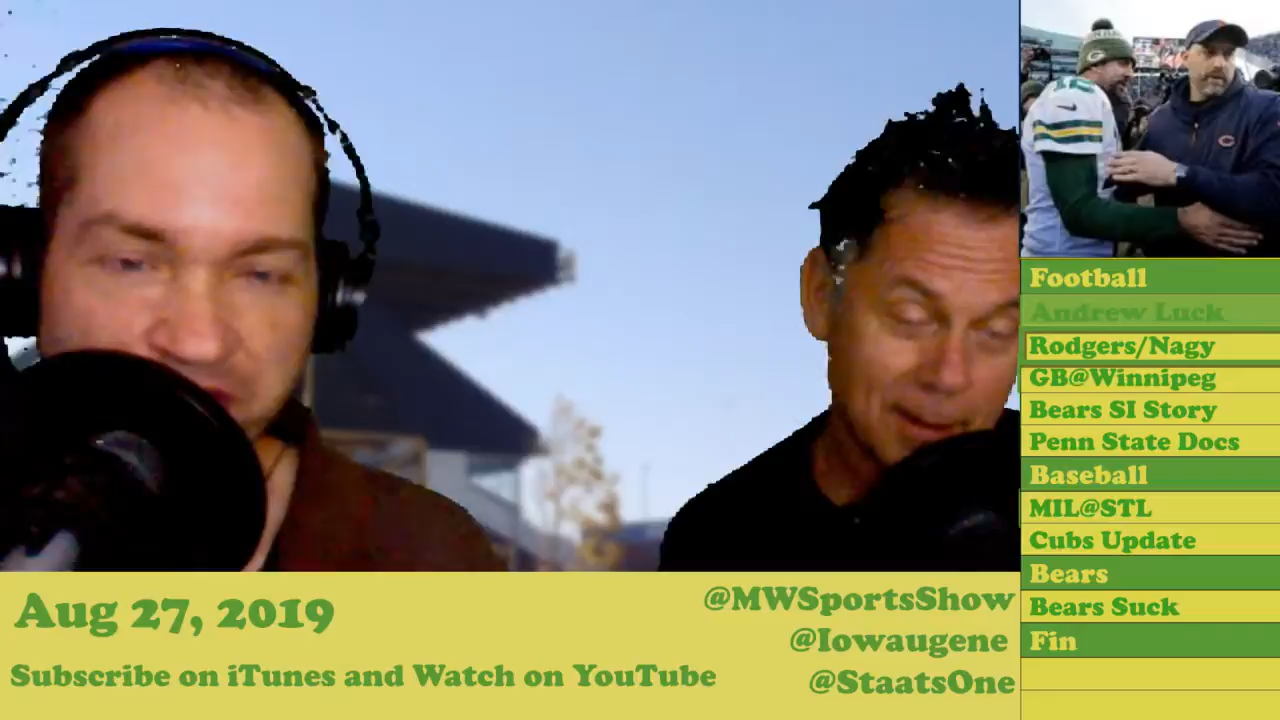 Football
Andrew Luck
Rodgers/Nagy
GB@Winnipeg
Bears SI Story
Penn State Docs
Baseball
MIL@STL
Cubs Update
Bears
Bears Suck
Fin
Aug 27, 2019
Subscribe on iTunes and Watch on YouTube
@MWSportsShow
@Iowaugene
@StaatsOne